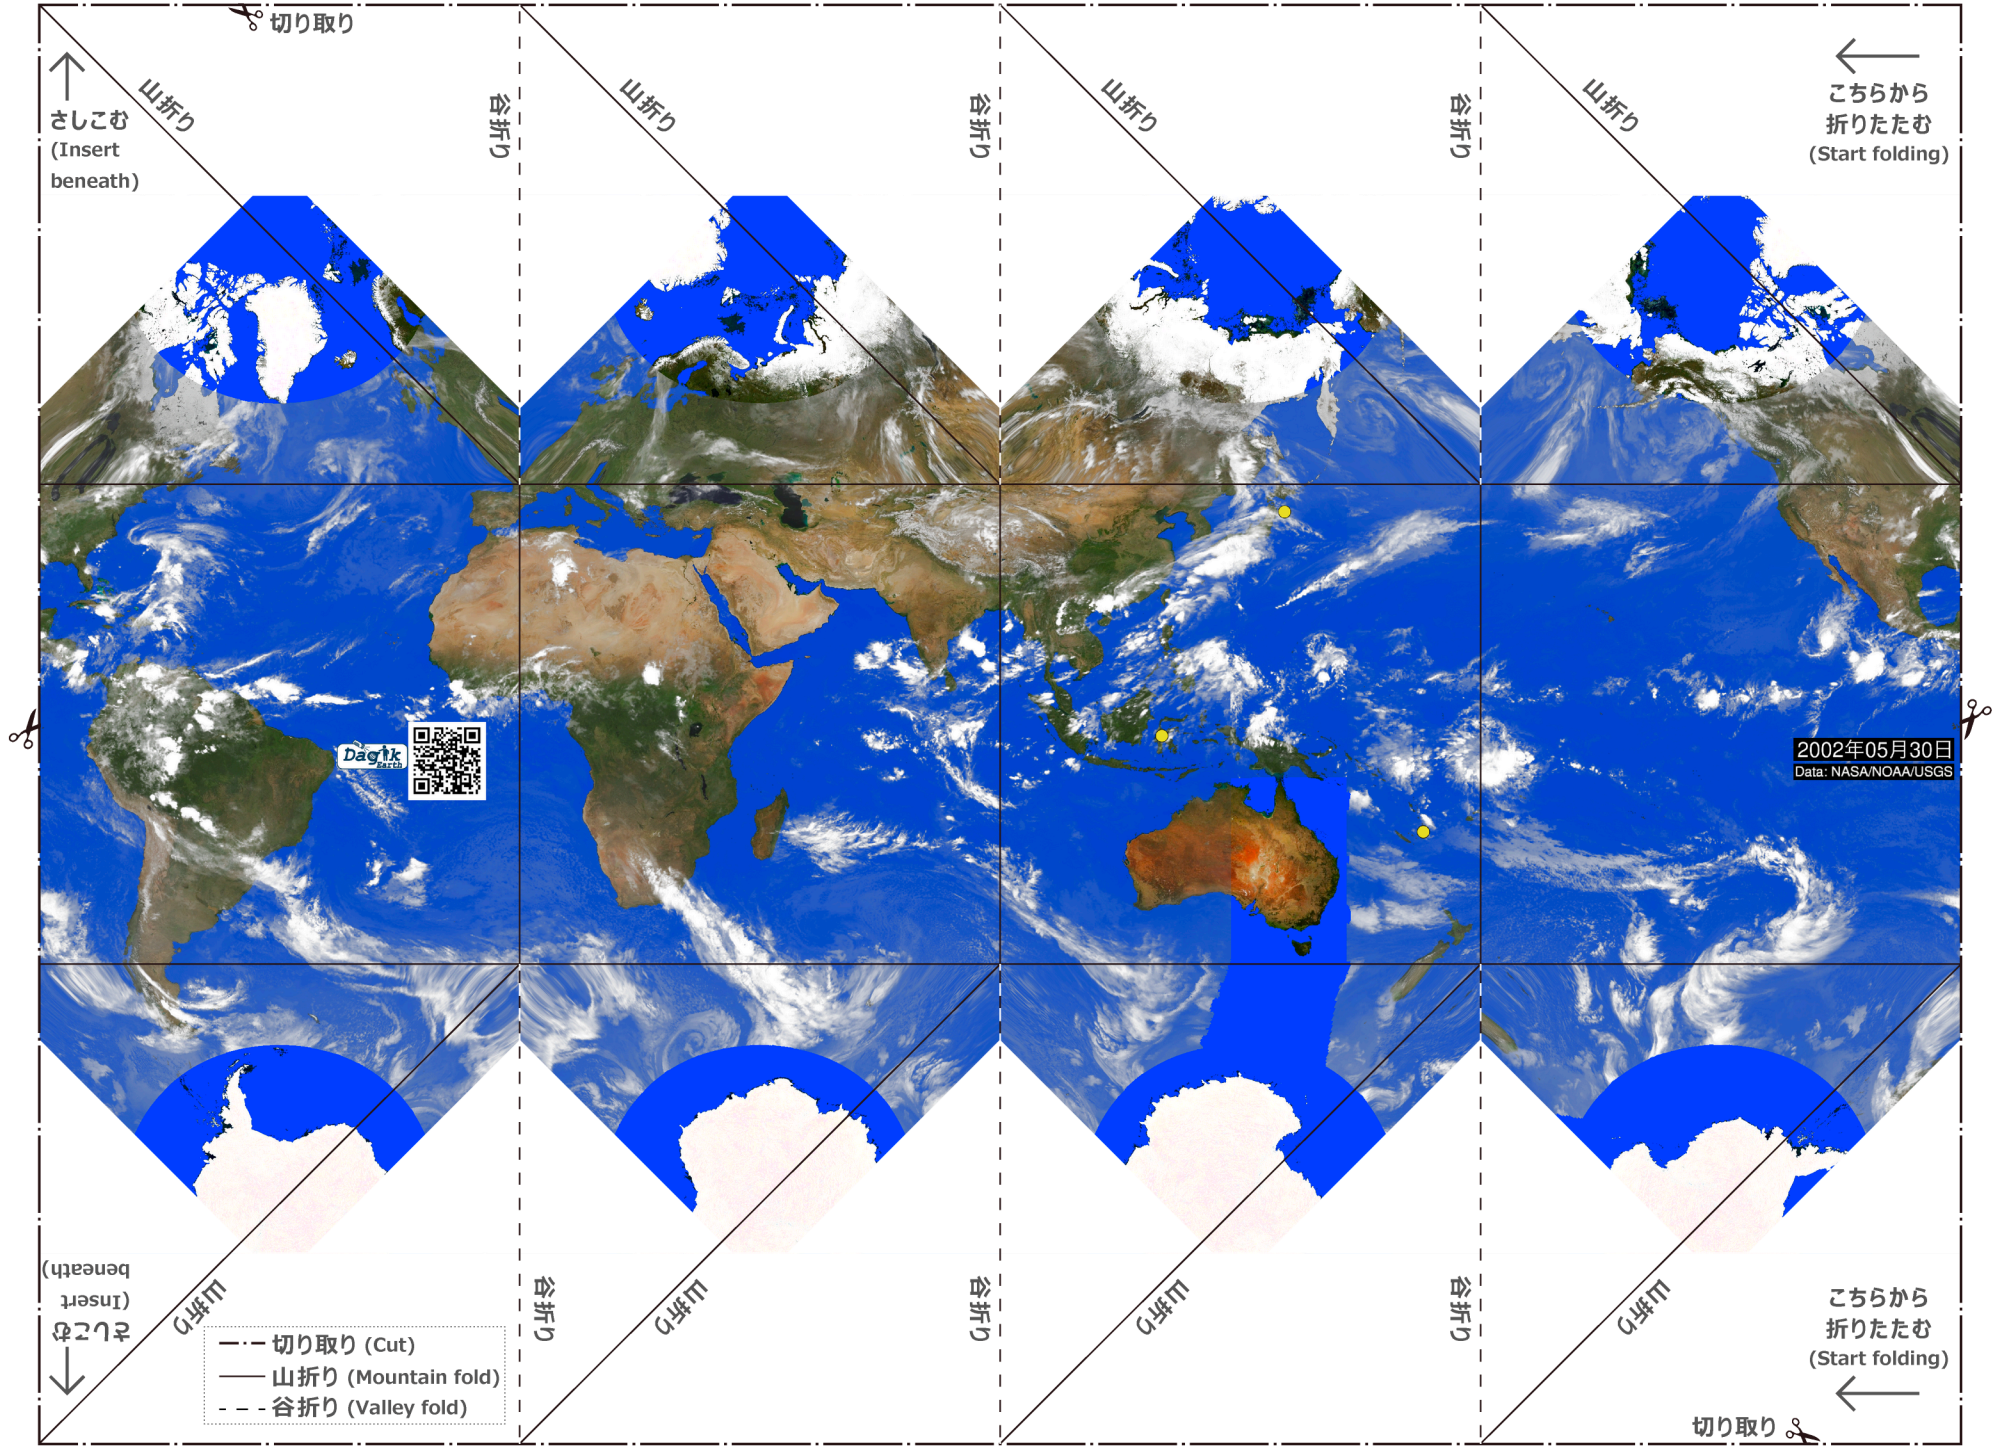 切り取り
さしこむ
(Insert
beneath)
山折り
谷折り
山折り
谷折り
山折り
谷折り
山折り
こちらから
折りたたむ
(Start folding)
Dagik
Earth
2002年05月30日
Data: NASA/NOAA/USGS
さしこむ
(Insert
beneath)
山折り
谷折り
山折り
谷折り
山折り
谷折り
山折り
こちらから
折りたたむ
(Start folding)
切り取り (Cut)
山折り (Mountain fold)
谷折り (Valley fold)
切り取り